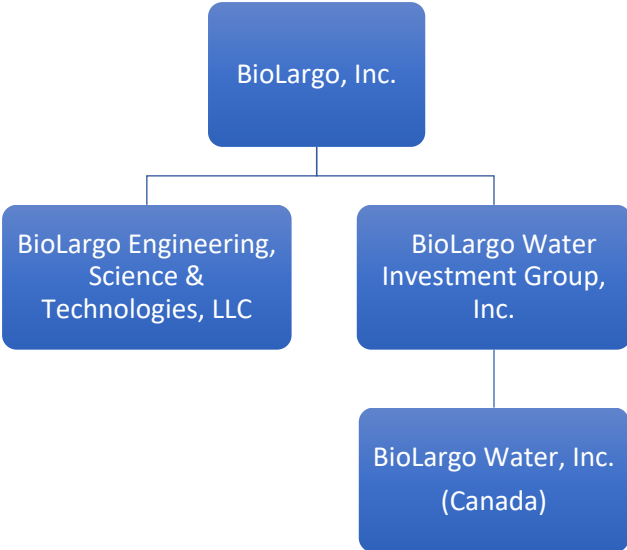 BioLargo, Inc.
BioLargo Engineering,
Science &
Technologies, LLC
BioLargo Water
Investment Group,
Inc.
BioLargo Water, Inc.
(Canada)